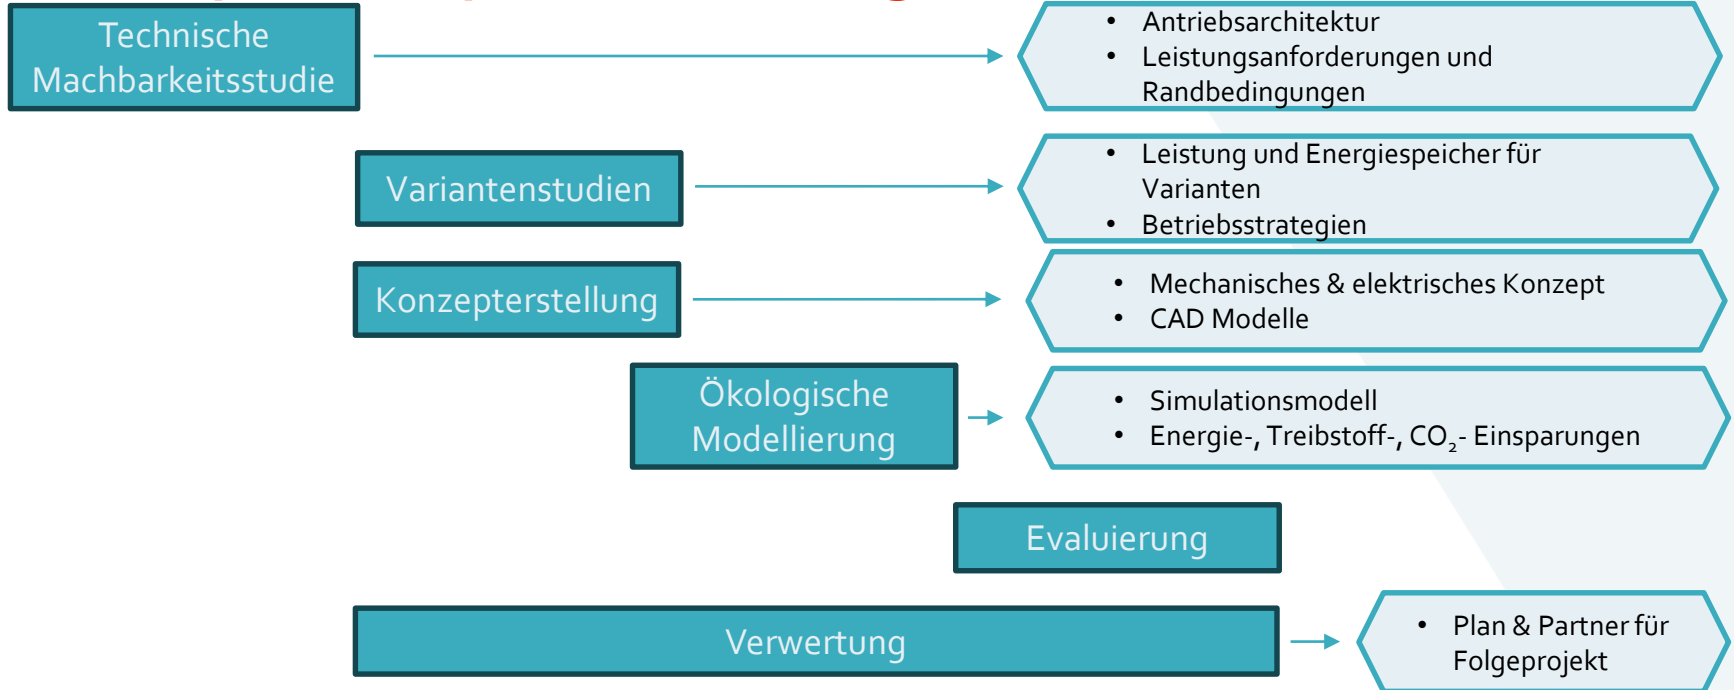 Technische
Machbarkeitsstudie
• Antriebsarchitektur
• Leistungsanforderungen und
Randbedingungen
Variantenstudien
• Leistung und Energiespeicher für
Varianten
• Betriebsstrategien
Konzepterstellung
• Mechanisches & elektrisches Konzept
• CAD Modelle
Ökologische
Modellierung
• Simulationsmodell
• Energie-, Treibstoff-, CO₂- Einsparungen
Evaluierung
Verwertung
• Plan & Partner für
Folgeprojekt